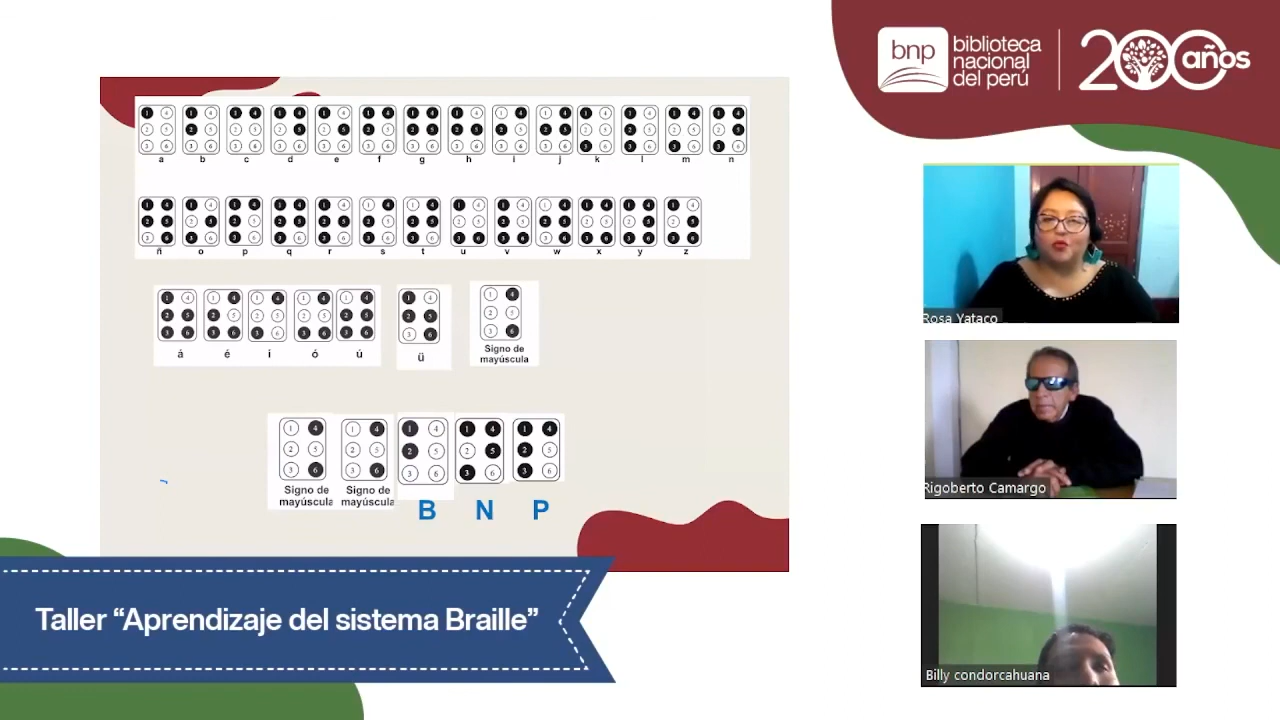 bnp
biblioteca
nacional
del perú
200 años
a b c d e f g h i j k l m n
ñ o p q r s t u v w x y z
á é í ó ú ü
Signo de
mayúscula
Signo de
mayúscula
Signo de
mayúscula
B N P
Rosa Yataco
Rigoberto Camargo
Billy condorcahuana
Taller “Aprendizaje del sistema Braille”